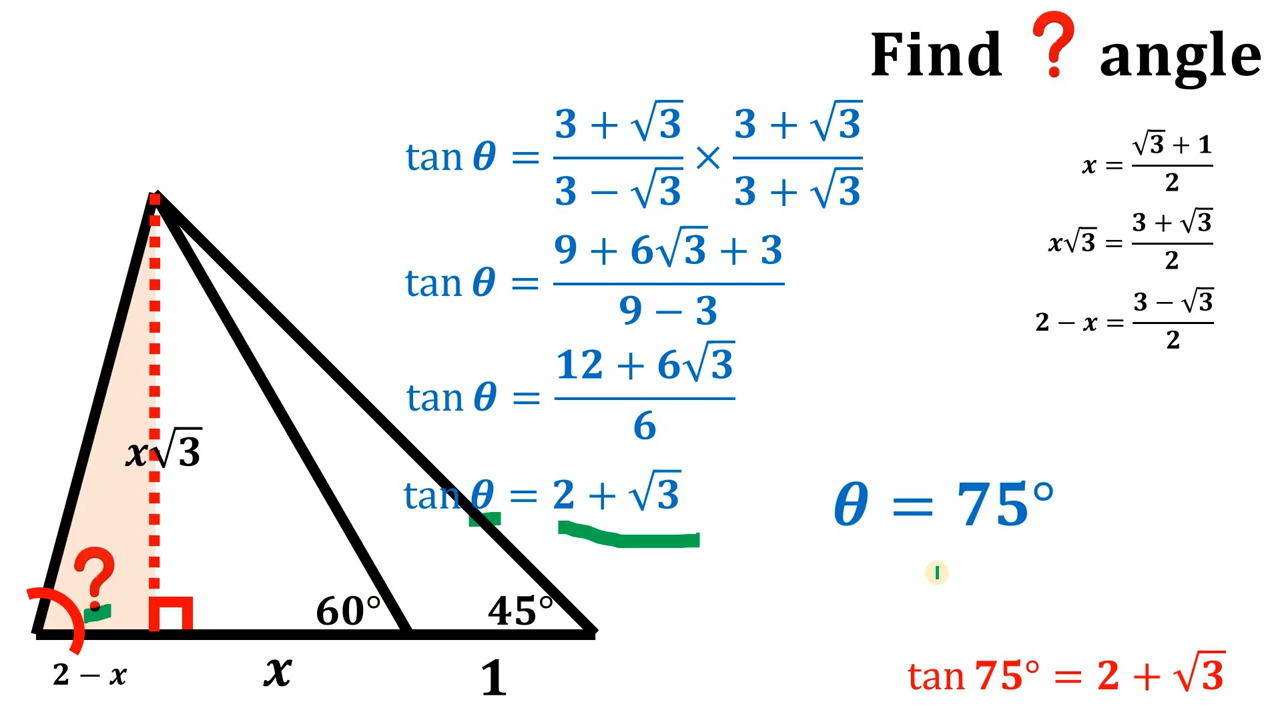 Find ? angle
tan θ = (3 + √3)/(3 − √3) × (3 + √3)/(3 + √3)
tan θ = (9 + 6√3 + 3)/(9 − 3)
tan θ = (12 + 6√3)/6
tan θ = 2 + √3
θ = 75°
x = (√3 + 1)/2
x√3 = (3 + √3)/2
2 − x = (3 − √3)/2
x√3
?
60°
45°
2 − x
x
1
tan 75° = 2 + √3